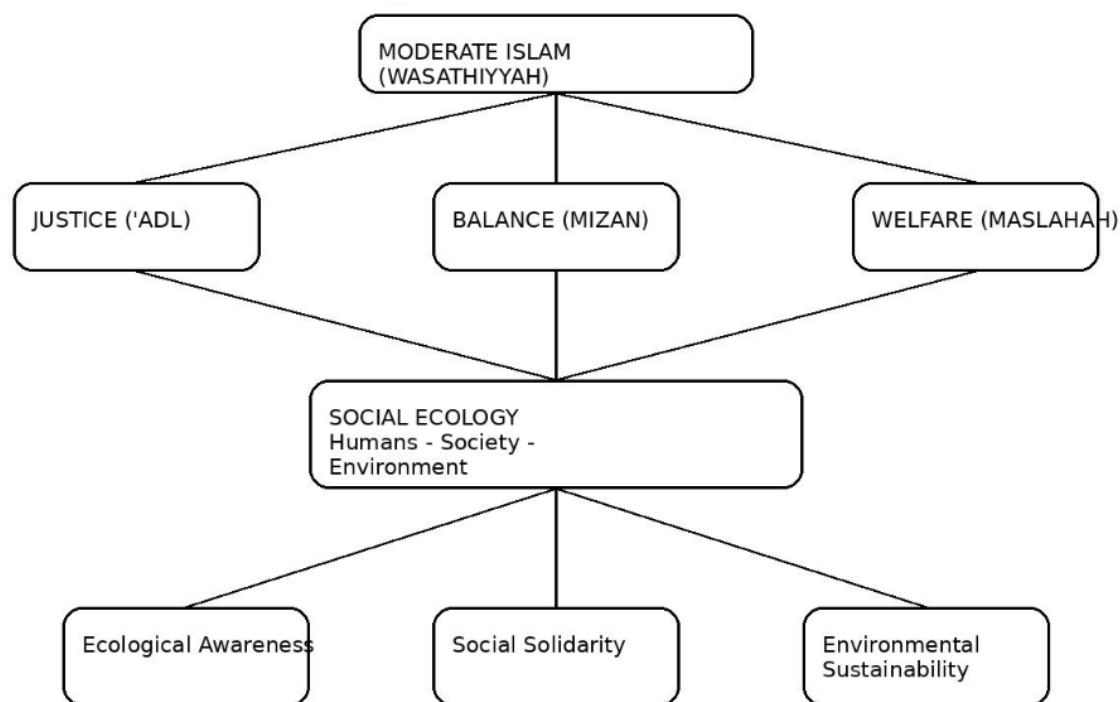 MODERATE ISLAM
(WASATHIYYAH)
JUSTICE ('ADL)
BALANCE (MIZAN)
WELFARE (MASLAHAH)
SOCIAL ECOLOGY
Humans - Society -
Environment
Ecological Awareness
Social Solidarity
Environmental
Sustainability